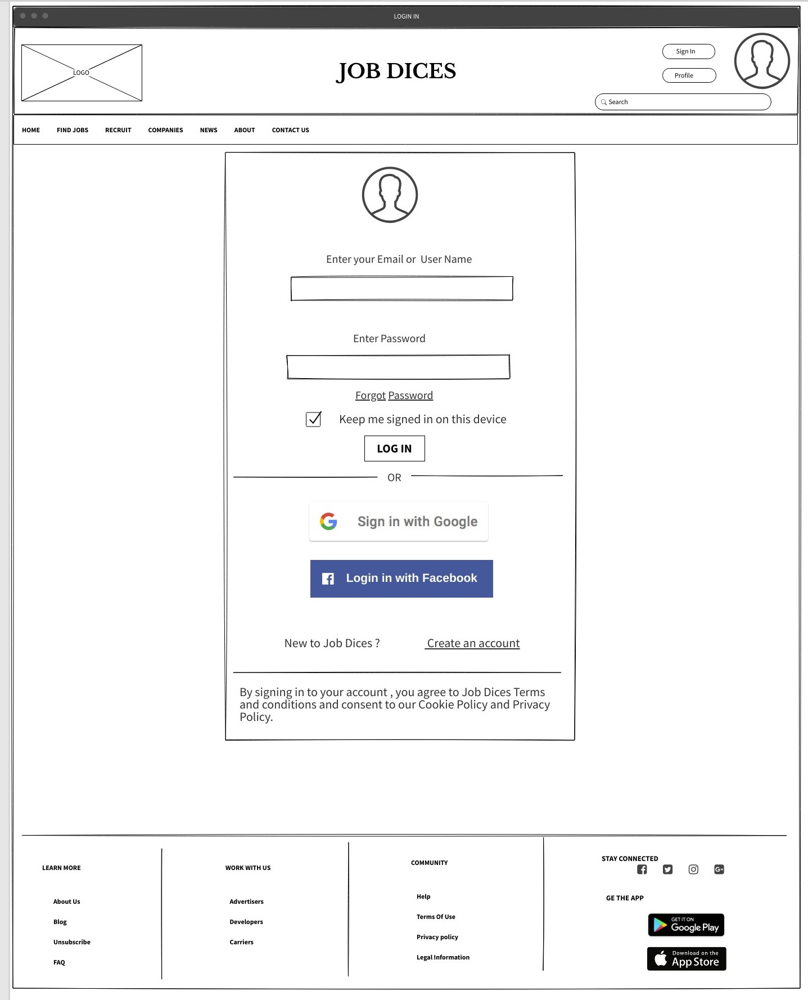 LOGIN IN
LOGO
JOB DICES
Sign In
Profile
Search
HOME FIND JOBS RECRUIT COMPANIES NEWS ABOUT CONTACT US
Enter your Email or  User Name
Enter Password
Forgot Password
Keep me signed in on this device
LOG IN
OR
Sign in with Google
Login in with Facebook
New to Job Dices ? Create an account
By signing in to your account , you agree to Job Dices Terms
and conditions and consent to our Cookie Policy and Privacy
Policy.
LEARN MORE
About Us
Blog
Unsubscribe
FAQ
WORK WITH US
Advertisers
Developers
Carriers
COMMUNITY
Help
Terms Of Use
Privacy policy
Legal Information
STAY CONNECTED
GE THE APP
GET IT ON
Google Play
Download on the
App Store